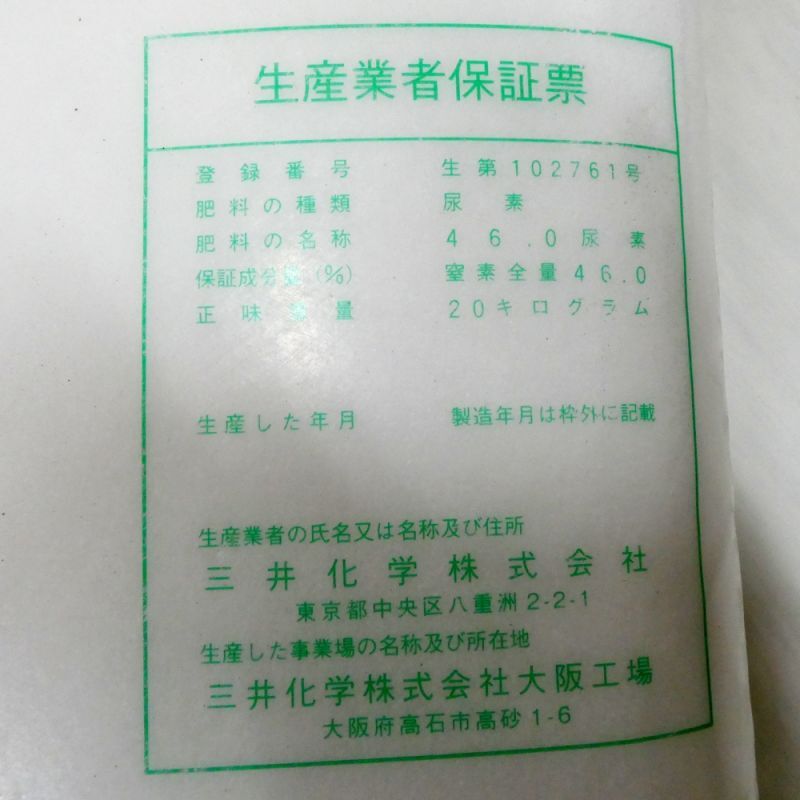 生産業者保証票
登録番号 生第102761号
肥料の種類 尿素
肥料の名称 46.0尿素
保証成分量(%) 窒素全量46.0
正味重量 20キログラム
生産した年月 製造年月は枠外に記載
生産業者の氏名又は名称及び住所
三井化学株式会社
東京都中央区八重洲2-2-1
生産した事業場の名称及び所在地
三井化学株式会社大阪工場
大阪府高石市高砂1-6